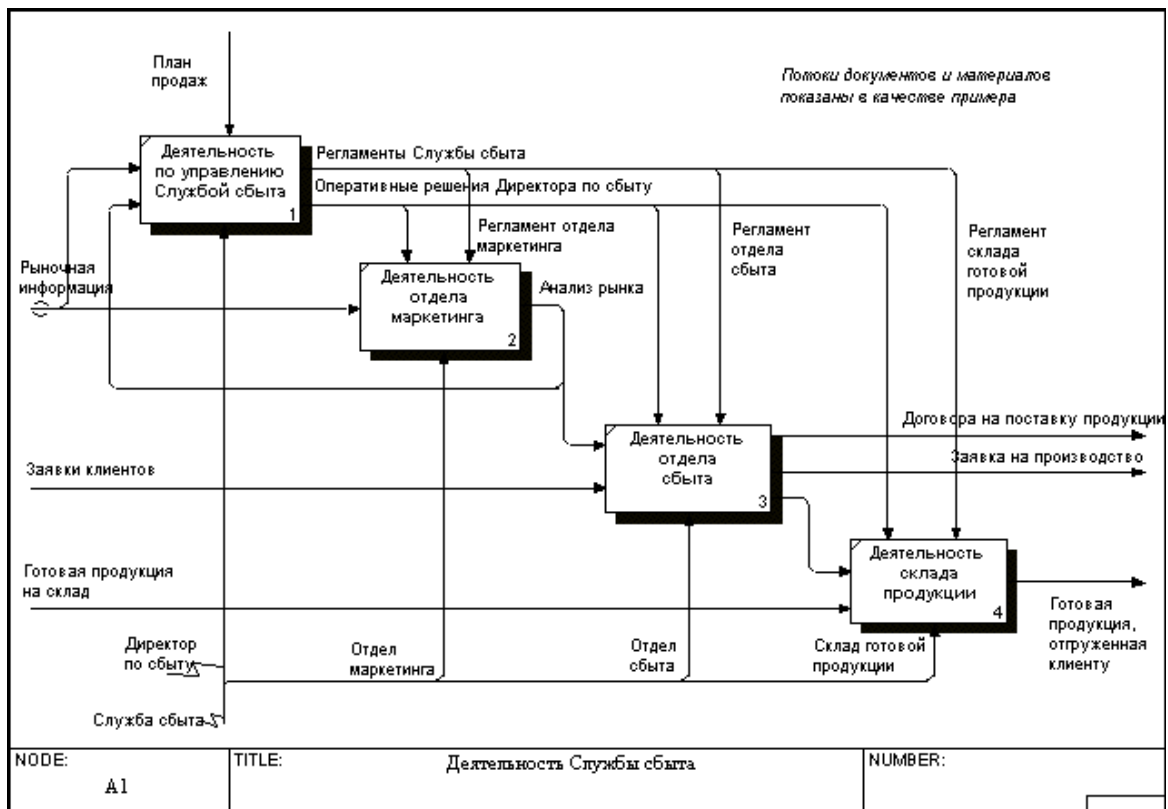 План
продаж
Потоки документов и материалов
показаны в качестве примера
Деятельность
по управлению
Службой сбыта
1
Регламенты Службы сбыта
Оперативные решения Директора по сбыту
Регламент отдела
маркетинга
Регламент
отдела
сбыта
Регламент
склада
готовой
продукции
Рыночная
информация
Деятельность
отдела
маркетинга
2
Анализ рынка
Деятельность
отдела
сбыта
3
Договора на поставку продукции
Заявка на производство
Заявки клиентов
Деятельность
склада
продукции
4
Готовая продукция
на склад
Готовая
продукция,
отгруженная
клиенту
Директор
по сбыту
Отдел
маркетинга
Отдел
сбыта
Склад готовой
продукции
Служба сбыта
NODE:
A1
TITLE:
Деятельность Службы сбыта
NUMBER: